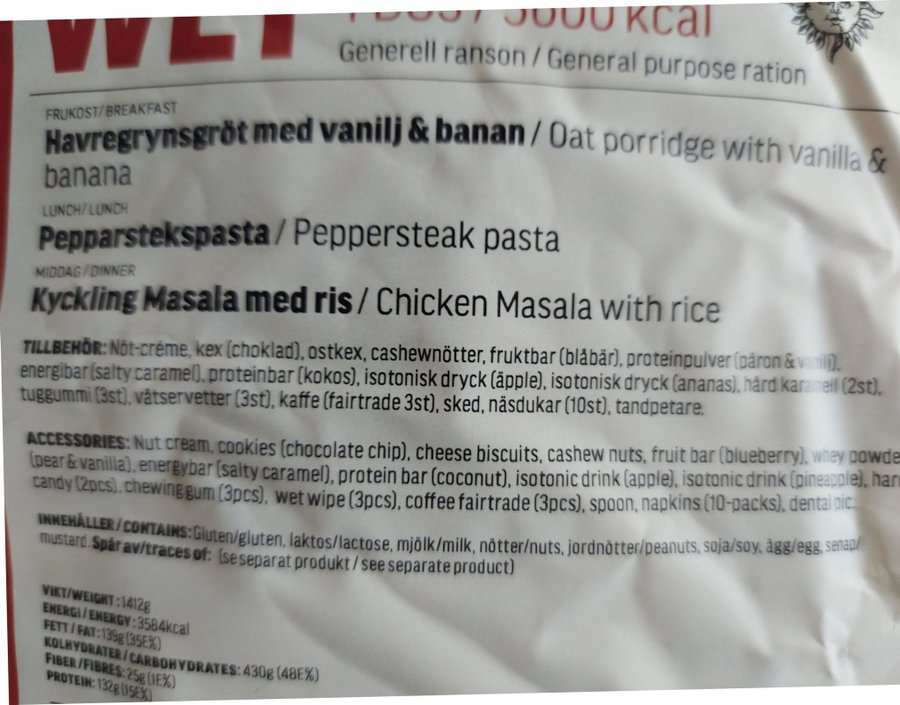 WET
3600 kcal
Generell ranson / General purpose ration
FRUKOST/BREAKFAST
Havregrynsgröt med vanilj & banan / Oat porridge with vanilla &
banana
LUNCH/LUNCH
Pepparstekspasta / Peppersteak pasta
MIDDAG/DINNER
Kyckling Masala med ris / Chicken Masala with rice
TILLBEHÖR: Nöt-créme, kex (choklad), ostkex, cashewnötter, fruktbar (blåbär), proteinpulver (päron & vanilj),
energibar (salty caramel), proteinbar (kokos), isotonisk dryck (äpple), isotonisk dryck (ananas), hård karamell (2st),
tuggummi (3st), våtservetter (3st), kaffe (fairtrade 3st), sked, näsdukar (10st), tandpetare.
ACCESSORIES: Nut cream, cookies (chocolate chip), cheese biscuits, cashew nuts, fruit bar (blueberry), whey powde
(pear & vanilla), energybar (salty caramel), protein bar (coconut), isotonic drink (apple), isotonic drink (pineapple), har
candy (2pcs), chewing gum (3pcs), wet wipe (3pcs), coffee fairtrade (3pcs), spoon, napkins (10-packs), dental pic.
INNEHÅLLER/CONTAINS: Gluten/gluten, laktos/lactose, mjölk/milk, nötter/nuts, jordnötter/peanuts, soja/soy, ägg/egg, senap/
mustard. Spår av/traces of: (se separat produkt / see separate product)
VIKT/WEIGHT: 1412g
ENERGI/ENERGY: 3584kcal
FETT / FAT: 139g (35E%)
KOLHYDRATER / CARBOHYDRATES: 430g (48E%)
FIBER/FIBRES: 25g (1E%)
PROTEIN: 132g (15E%)